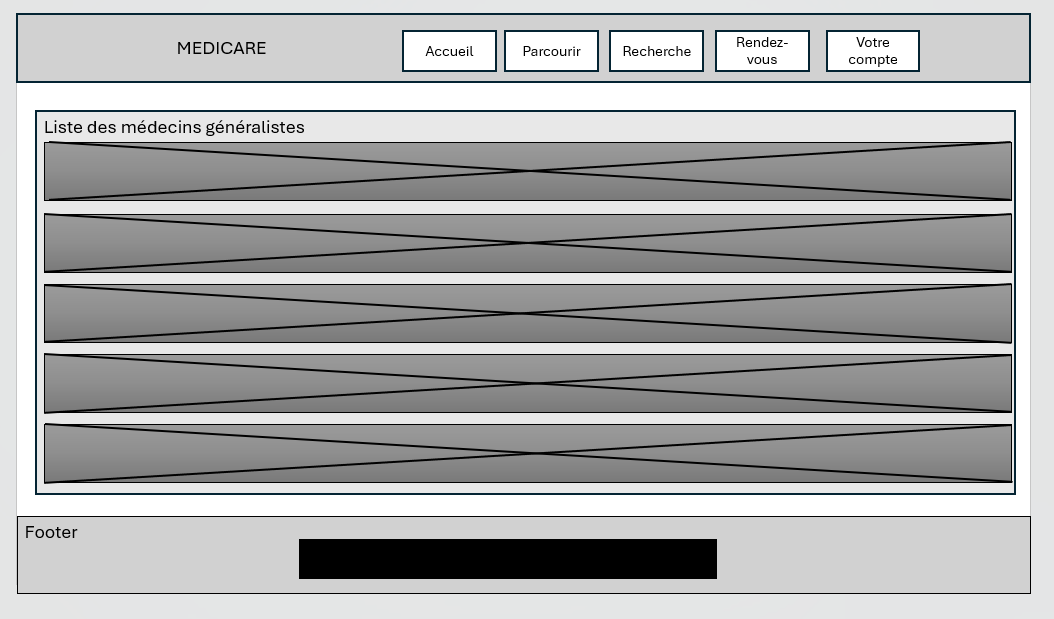 MEDICARE
Accueil
Parcourir
Recherche
Rendez-
vous
Votre
compte
Liste des médecins généralistes
Footer